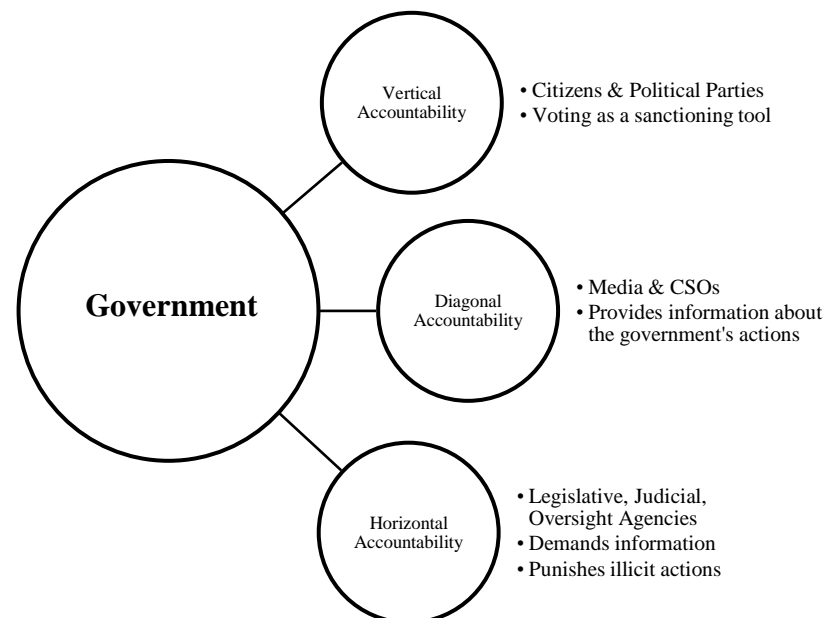 Vertical
Accountability
• Citizens & Political Parties
• Voting as a sanctioning tool
Government
Diagonal
Accountability
• Media & CSOs
• Provides information about
the government's actions
Horizontal
Accountability
• Legislative, Judicial,
Oversight Agencies
• Demands information
• Punishes illicit actions